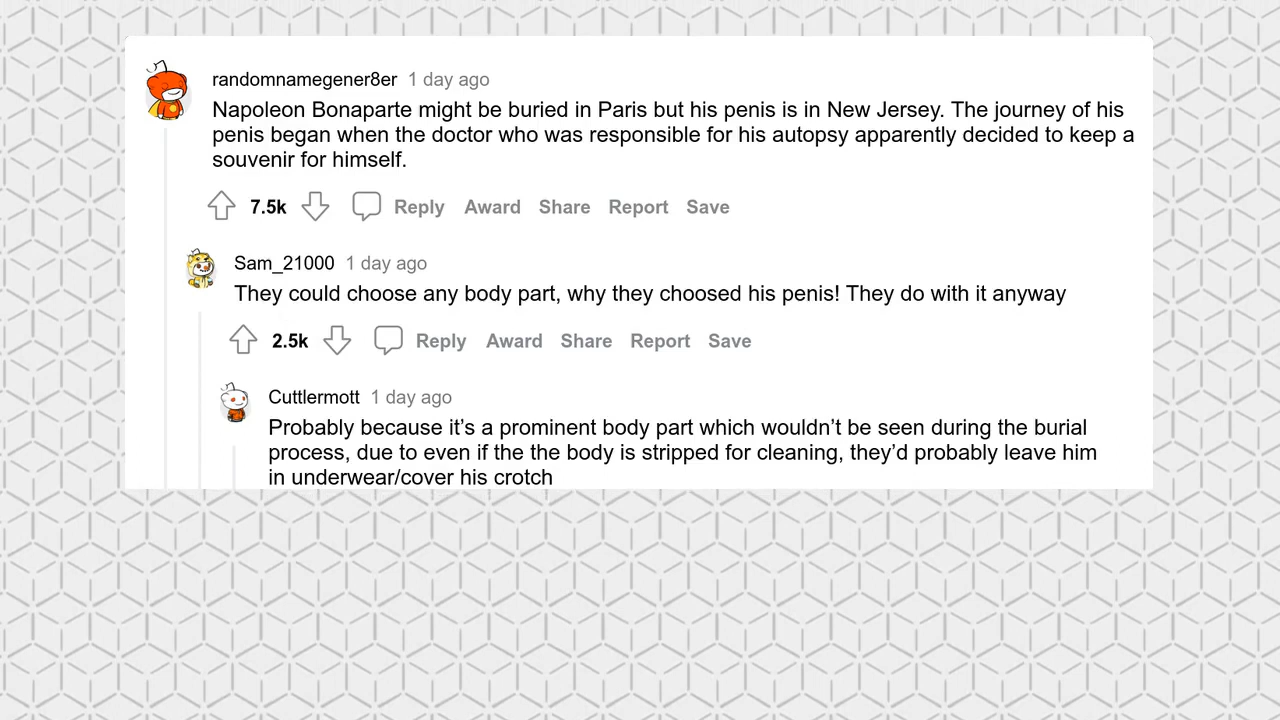 randomnamegener8er 1 day ago
Napoleon Bonaparte might be buried in Paris but his penis is in New Jersey. The journey of his
penis began when the doctor who was responsible for his autopsy apparently decided to keep a
souvenir for himself.
7.5k Reply Award Share Report Save
Sam_21000 1 day ago
They could choose any body part, why they choosed his penis! They do with it anyway
2.5k Reply Award Share Report Save
Cuttlermott 1 day ago
Probably because it’s a prominent body part which wouldn’t be seen during the burial
process, due to even if the the body is stripped for cleaning, they’d probably leave him
in underwear/cover his crotch